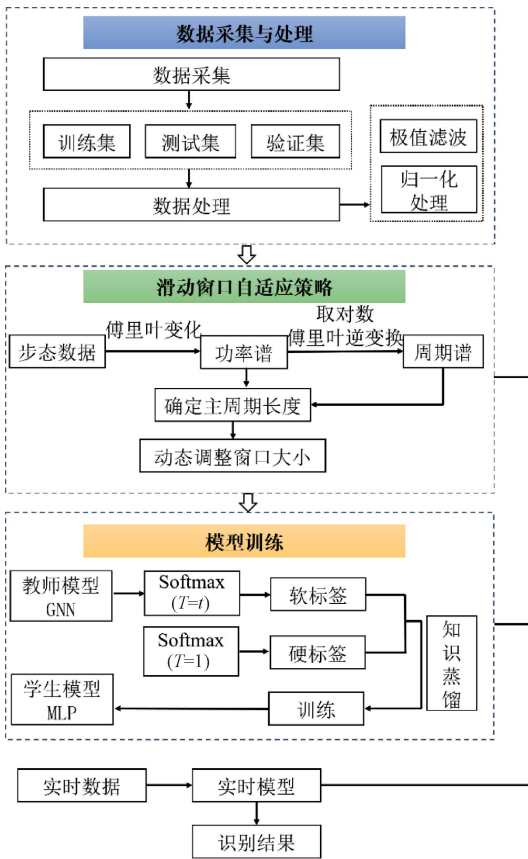 数据采集与处理
数据采集
训练集
测试集
验证集
极值滤波
归一化
处理
数据处理
滑动窗口自适应策略
傅里叶变化
取对数
傅里叶逆变换
步态数据
功率谱
周期谱
确定主周期长度
动态调整窗口大小
模型训练
教师模型
GNN
Softmax
(T=t)
软标签
Softmax
(T=1)
硬标签
知
识
蒸
馏
学生模型
MLP
训练
实时数据
实时模型
识别结果